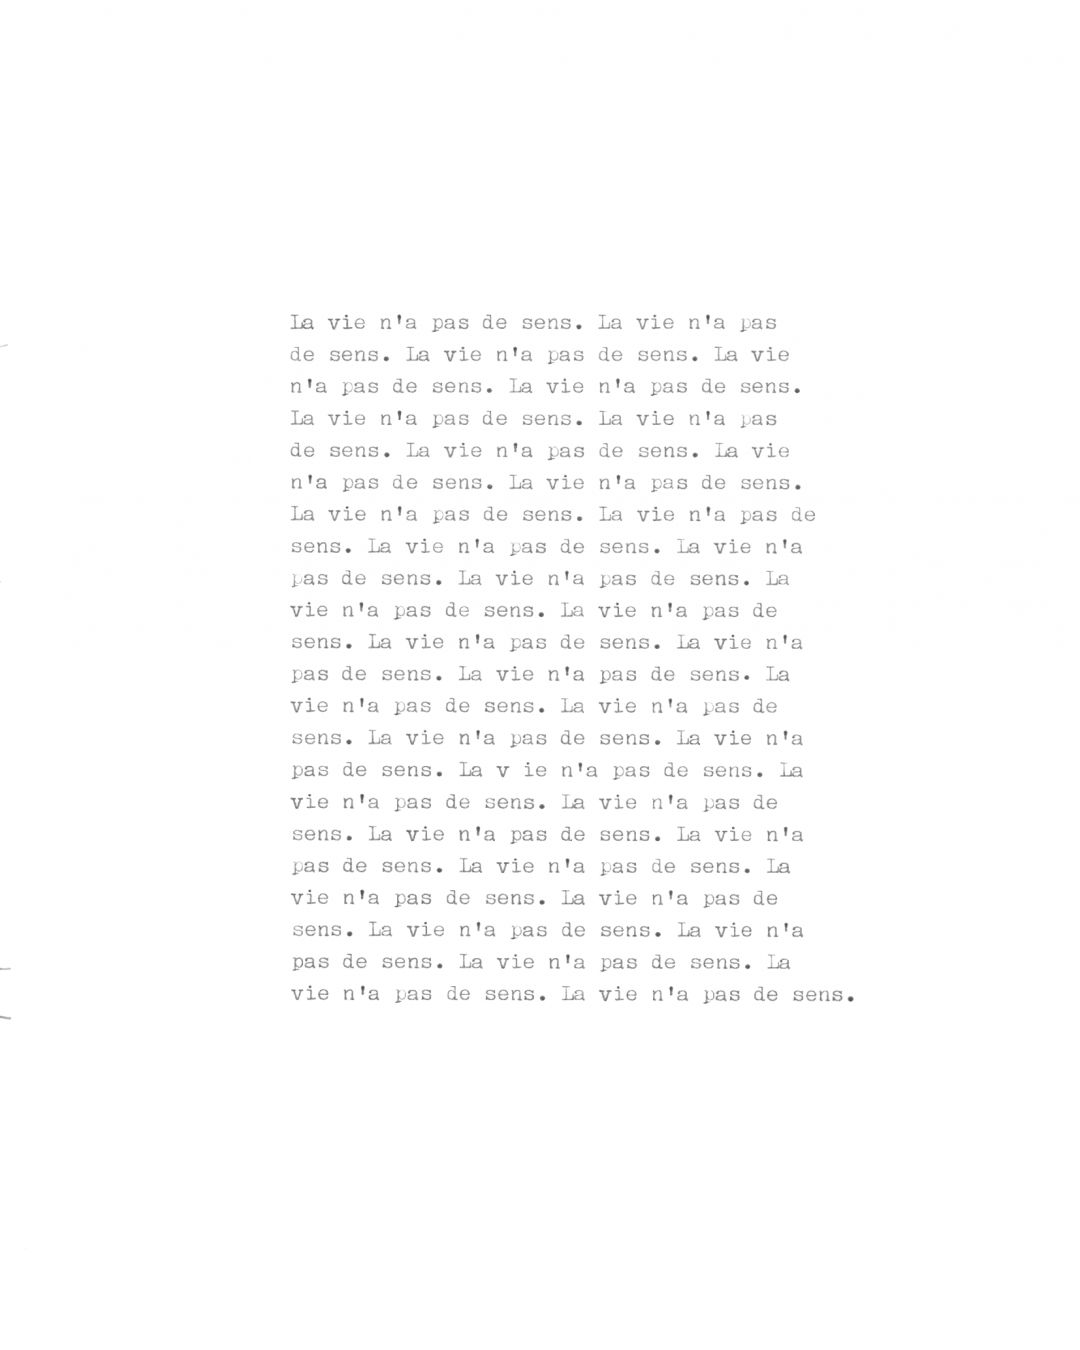 La vie n'a pas de sens. La vie n'a pas
de sens. La vie n'a pas de sens. La vie
n'a pas de sens. La vie n'a pas de sens.
La vie n'a pas de sens. La vie n'a pas
de sens. La vie n'a pas de sens. La vie
n'a pas de sens. La vie n'a pas de sens.
La vie n'a pas de sens. La vie n'a pas de
sens. La vie n'a pas de sens. La vie n'a
pas de sens. La vie n'a pas de sens. La
vie n'a pas de sens. La vie n'a pas de
sens. La vie n'a pas de sens. La vie n'a
pas de sens. La vie n'a pas de sens. La
vie n'a pas de sens. La vie n'a pas de
sens. La vie n'a pas de sens. La vie n'a
pas de sens. La v ie n'a pas de sens. La
vie n'a pas de sens. La vie n'a pas de
sens. La vie n'a pas de sens. La vie n'a
pas de sens. La vie n'a pas de sens. La
vie n'a pas de sens. La vie n'a pas de
sens. La vie n'a pas de sens. La vie n'a
pas de sens. La vie n'a pas de sens. La
vie n'a pas de sens. La vie n'a pas de sens.